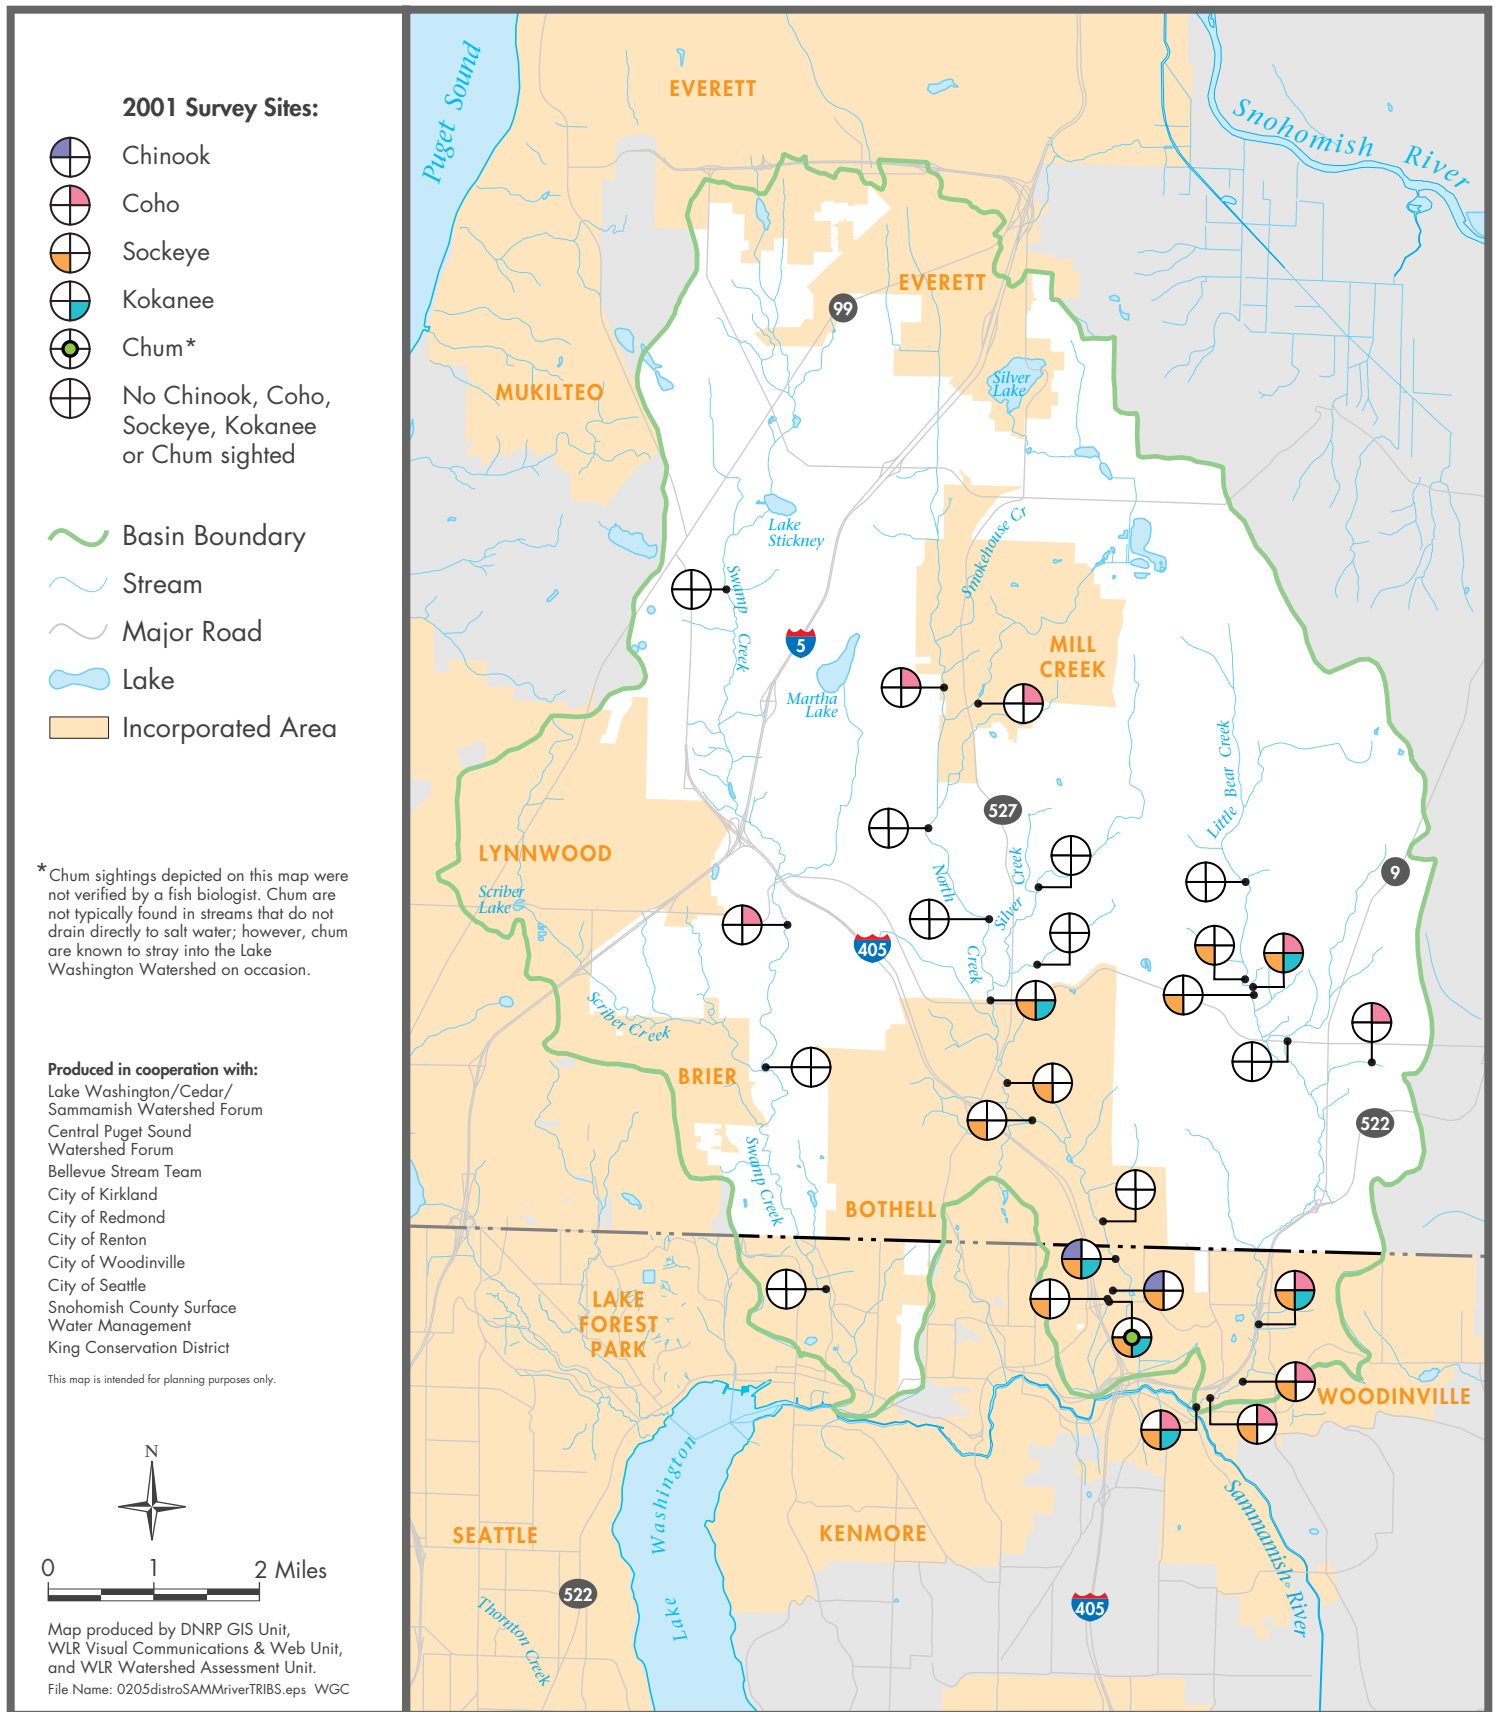 2001 Survey Sites:
Chinook
Coho
Sockeye
Kokanee
Chum*
No Chinook, Coho,
Sockeye, Kokanee
or Chum sighted
Basin Boundary
Stream
Major Road
Lake
Incorporated Area
*Chum sightings depicted on this map were
not verified by a fish biologist. Chum are
not typically found in streams that do not
drain directly to salt water; however, chum
are known to stray into the Lake
Washington Watershed on occasion.
Produced in cooperation with:
Lake Washington/Cedar/
Sammamish Watershed Forum
Central Puget Sound
Watershed Forum
Bellevue Stream Team
City of Kirkland
City of Redmond
City of Renton
City of Woodinville
City of Seattle
Snohomish County Surface
Water Management
King Conservation District
This map is intended for planning purposes only.
N
0 1 2 Miles
Map produced by DNRP GIS Unit,
WLR Visual Communications & Web Unit,
and WLR Watershed Assessment Unit.
File Name: 0205distroSAMMriverTRIBS.eps WGC
Puget Sound
EVERETT
Snohomish River
EVERETT
99
MUKILTEO
Silver
Lake
Lake
Stickney
Smokehouse Cr
Swamp
Creek
5
MILL
CREEK
Martha
Lake
Little Bear Creek
527
LYNNWOOD
Scriber
Lake
North
Creek
Silver
Creek
9
405
Scriber Creek
BRIER
522
Swamp Creek
BOTHELL
LAKE
FOREST
PARK
WOODINVILLE
Lake Washington
SEATTLE
KENMORE
Sammamish River
522
405
Thornton Creek